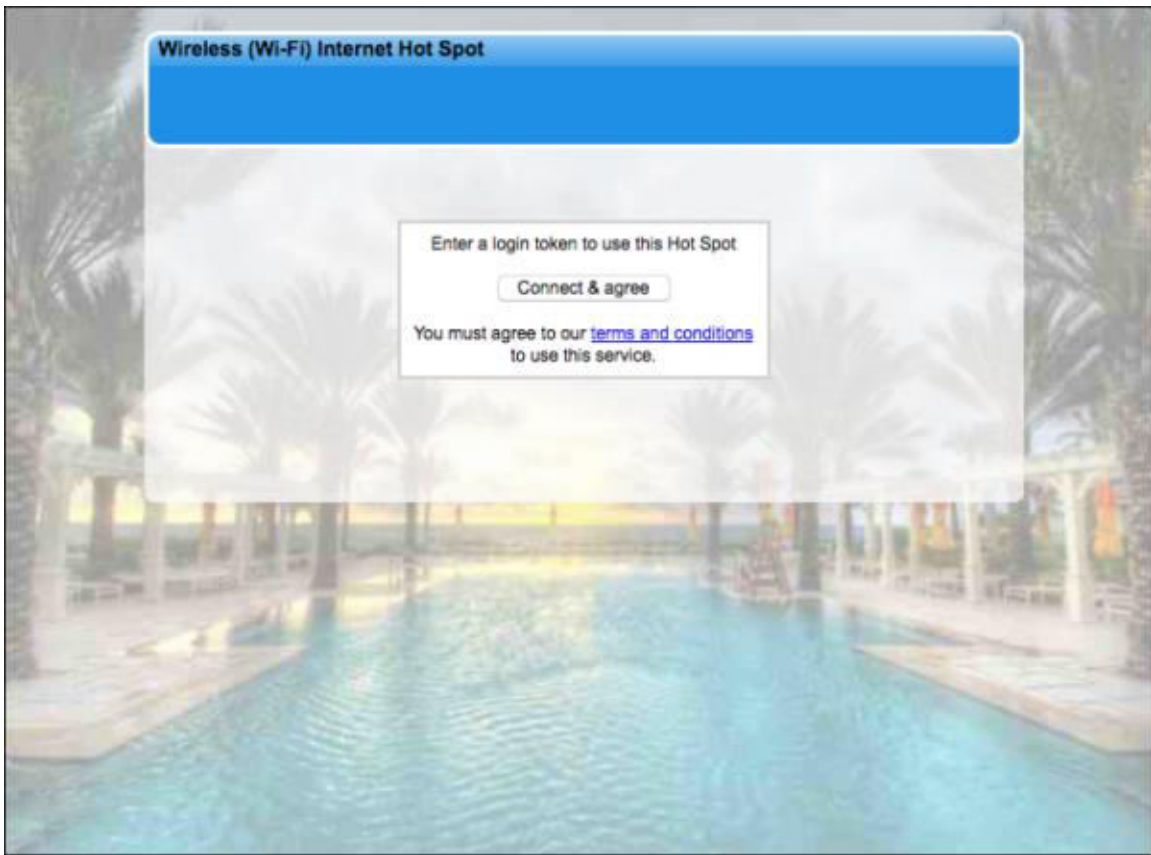 Wireless (Wi-Fi) Internet Hot Spot
Enter a login token to use this Hot Spot
Connect & agree
You must agree to our terms and conditions
to use this service.